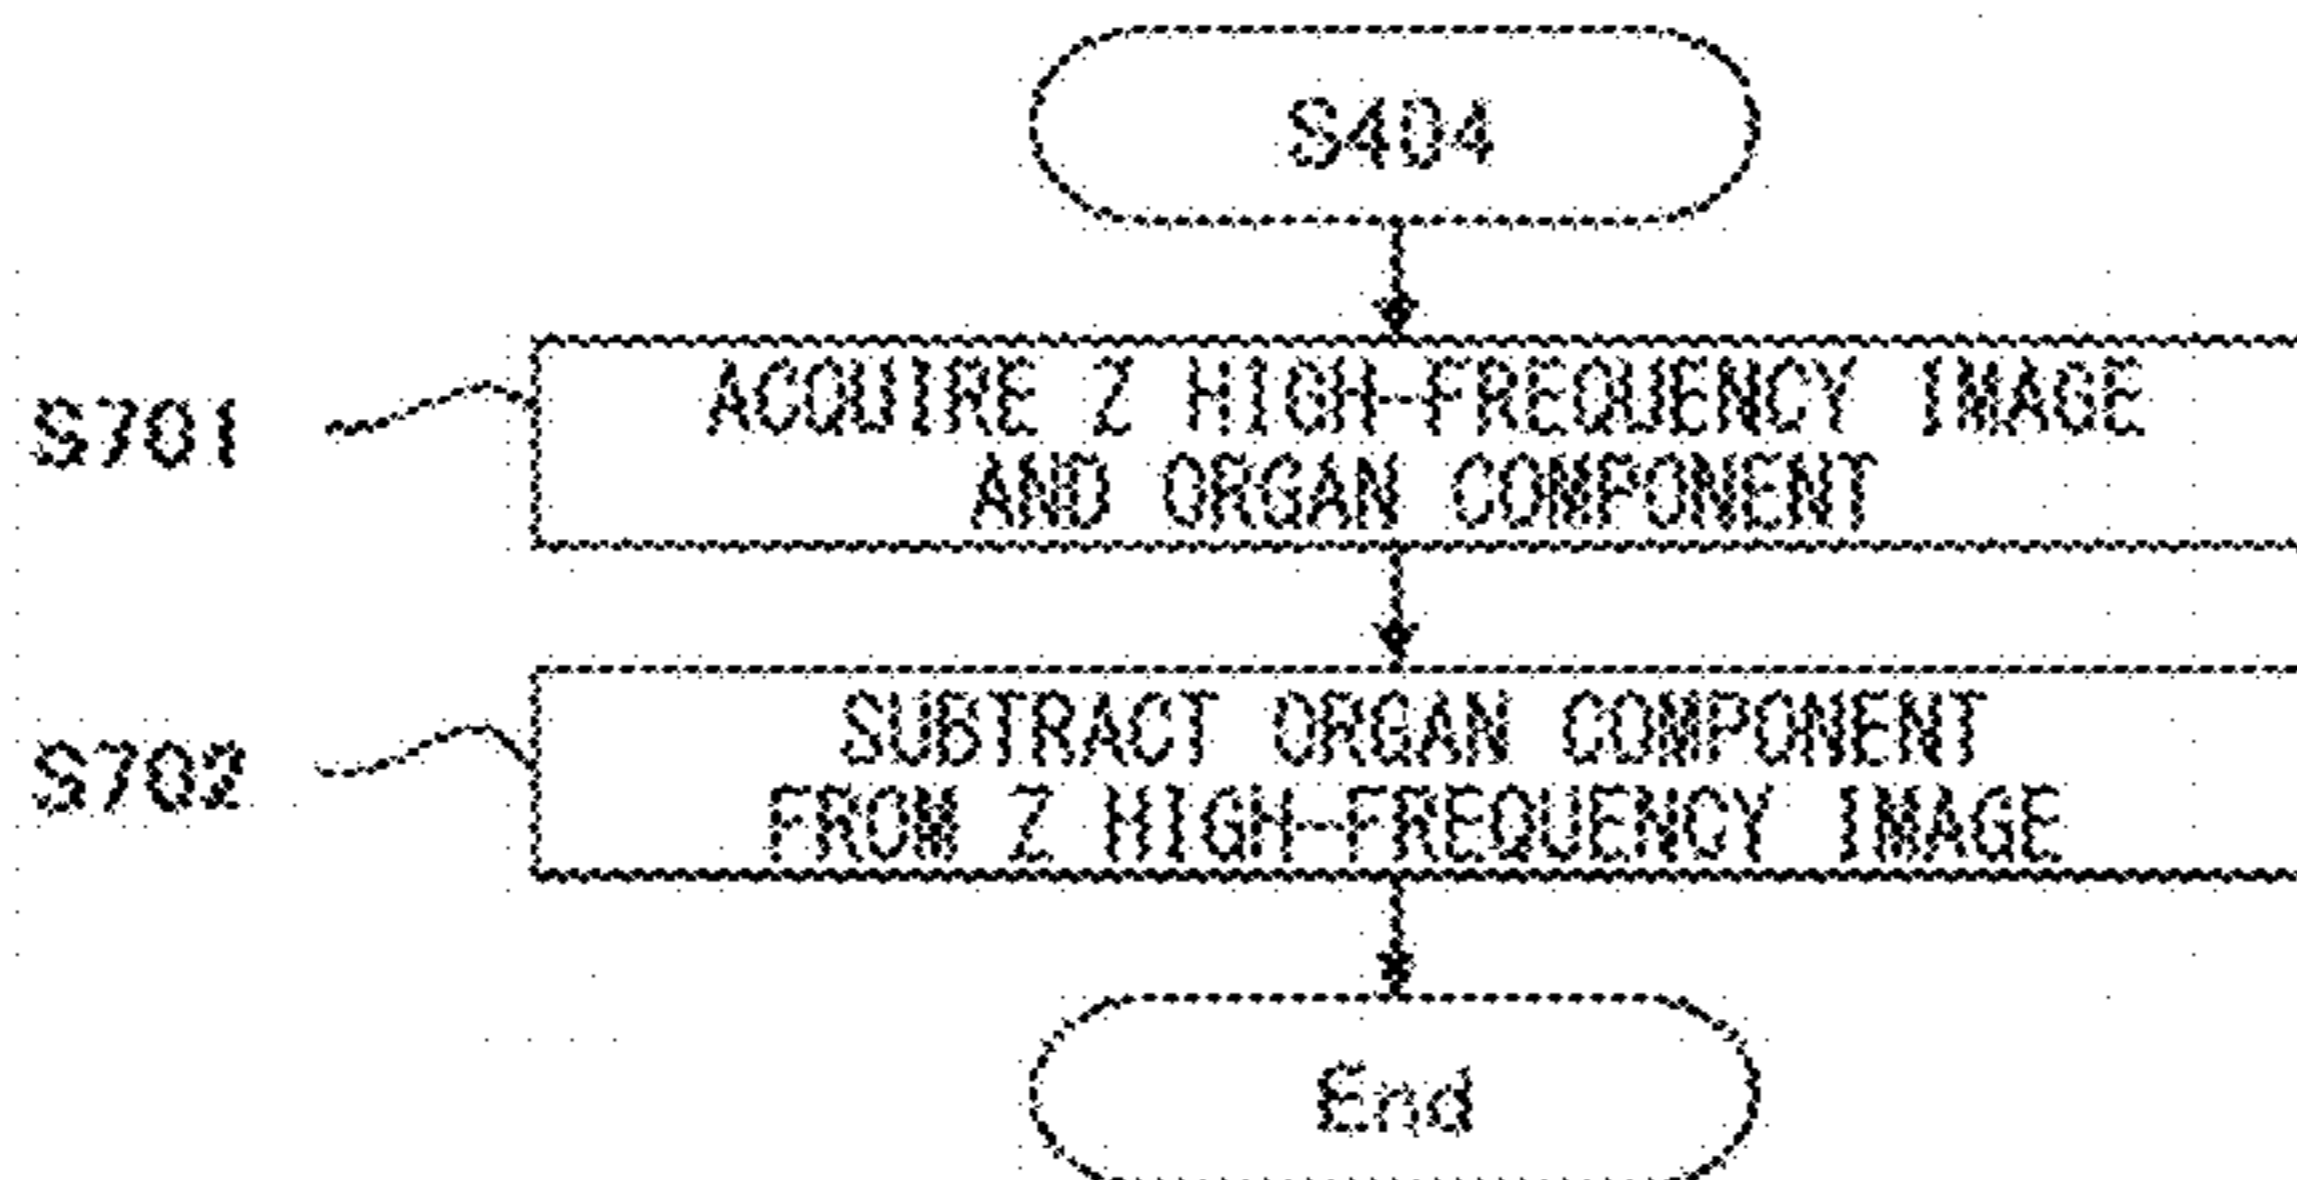 S404
S701
ACQUIRE Z HIGH-FREQUENCY IMAGE
AND ORGAN COMPONENT
S702
SUBTRACT ORGAN COMPONENT
FROM Z HIGH-FREQUENCY IMAGE
End